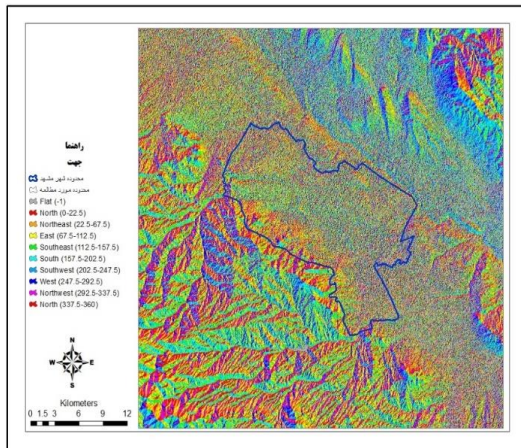 راهنما
جهت
محدوده شهر مشهد
محدوده مورد مطالعه
Flat (-1)
North (0-22.5)
Northeast (22.5-67.5)
East (67.5-112.5)
Southeast (112.5-157.5)
South (157.5-202.5)
Southwest (202.5-247.5)
West (247.5-292.5)
Northwest (292.5-337.5)
North (337.5-360)
N
W E
S
Kilometers
0 1.5 3 6 9 12